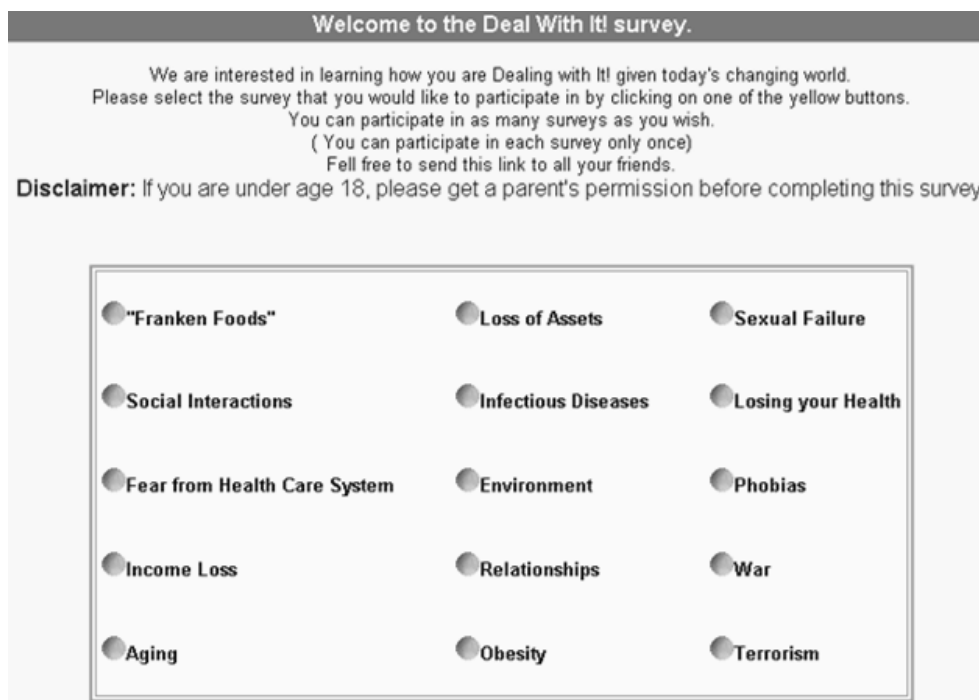 Welcome to the Deal With It! survey.
We are interested in learning how you are Dealing with It! given today's changing world.
Please select the survey that you would like to participate in by clicking on one of the yellow buttons.
You can participate in as many surveys as you wish.
( You can participate in each survey only once)
Fell free to send this link to all your friends.
Disclaimer: If you are under age 18, please get a parent's permission before completing this survey
"Franken Foods" Loss of Assets Sexual Failure
Social Interactions Infectious Diseases Losing your Health
Fear from Health Care System Environment Phobias
Income Loss Relationships War
Aging Obesity Terrorism